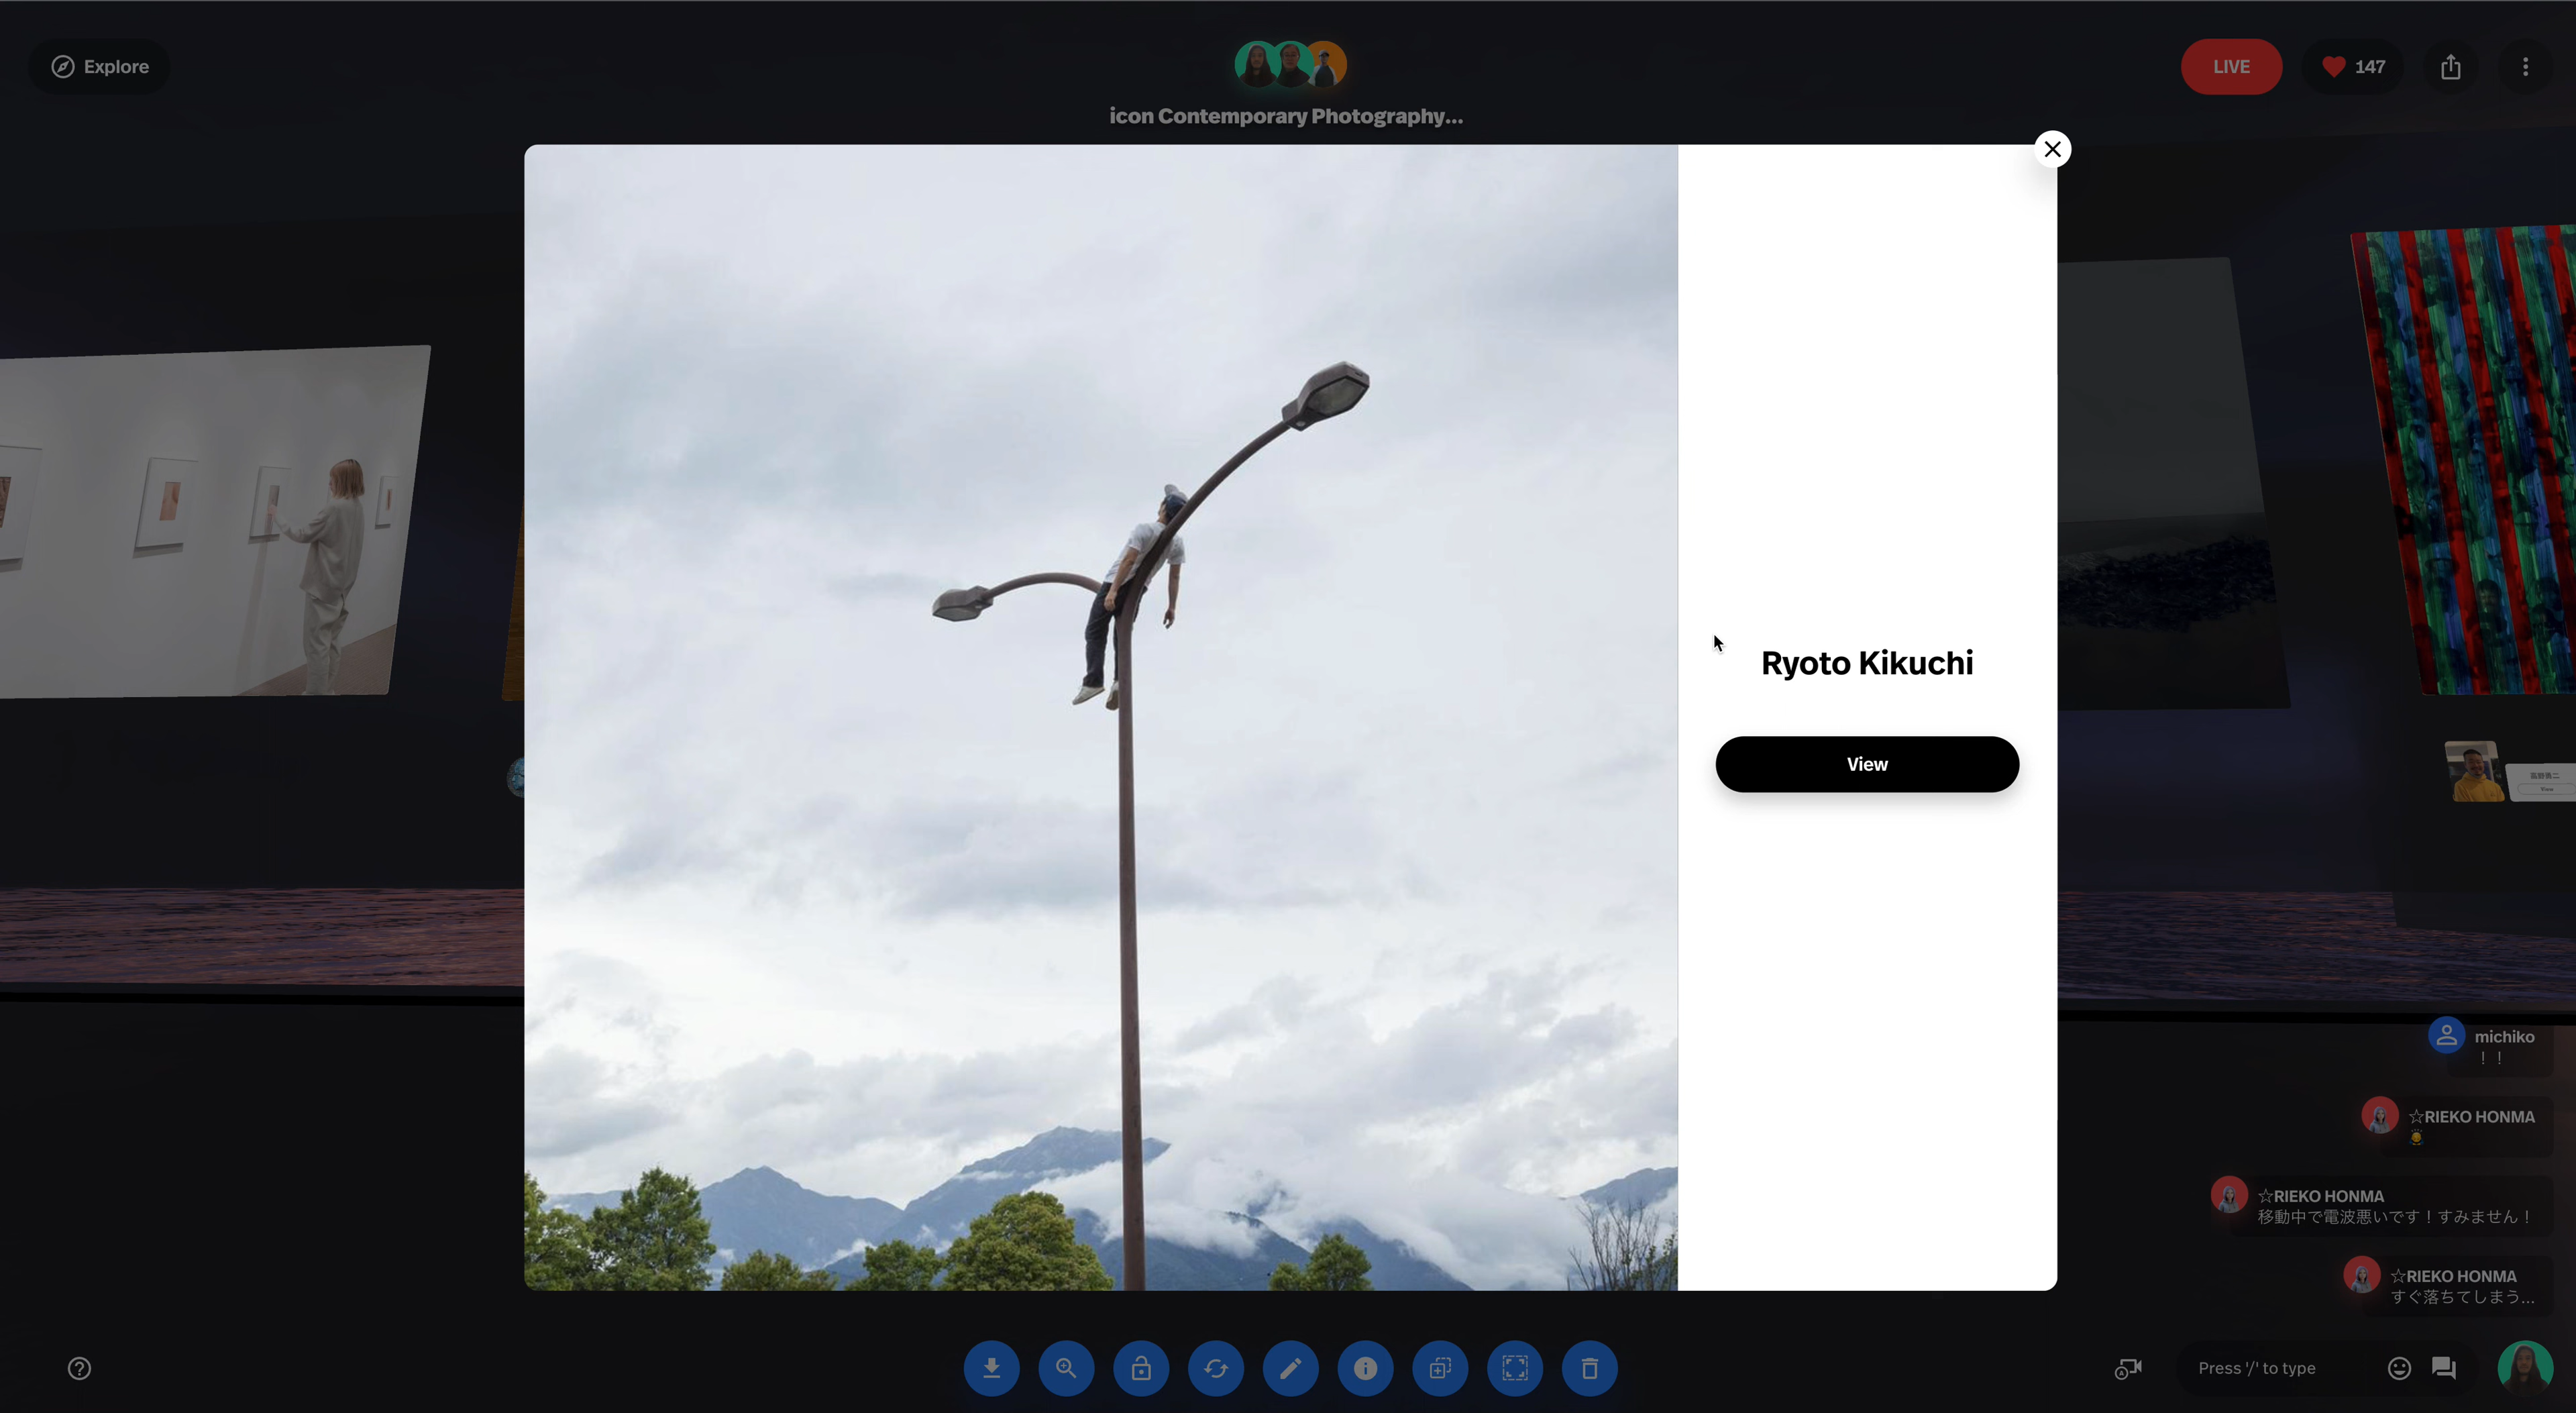 Explore
icon Contemporary Photography...
LIVE
147
Ryoto Kikuchi
View
View
michiko
！！
☆RIEKO HONMA
☆RIEKO HONMA
移動中で電波悪いです！すみません！
☆RIEKO HONMA
すぐ落ちてしまう...
Press '/' to type